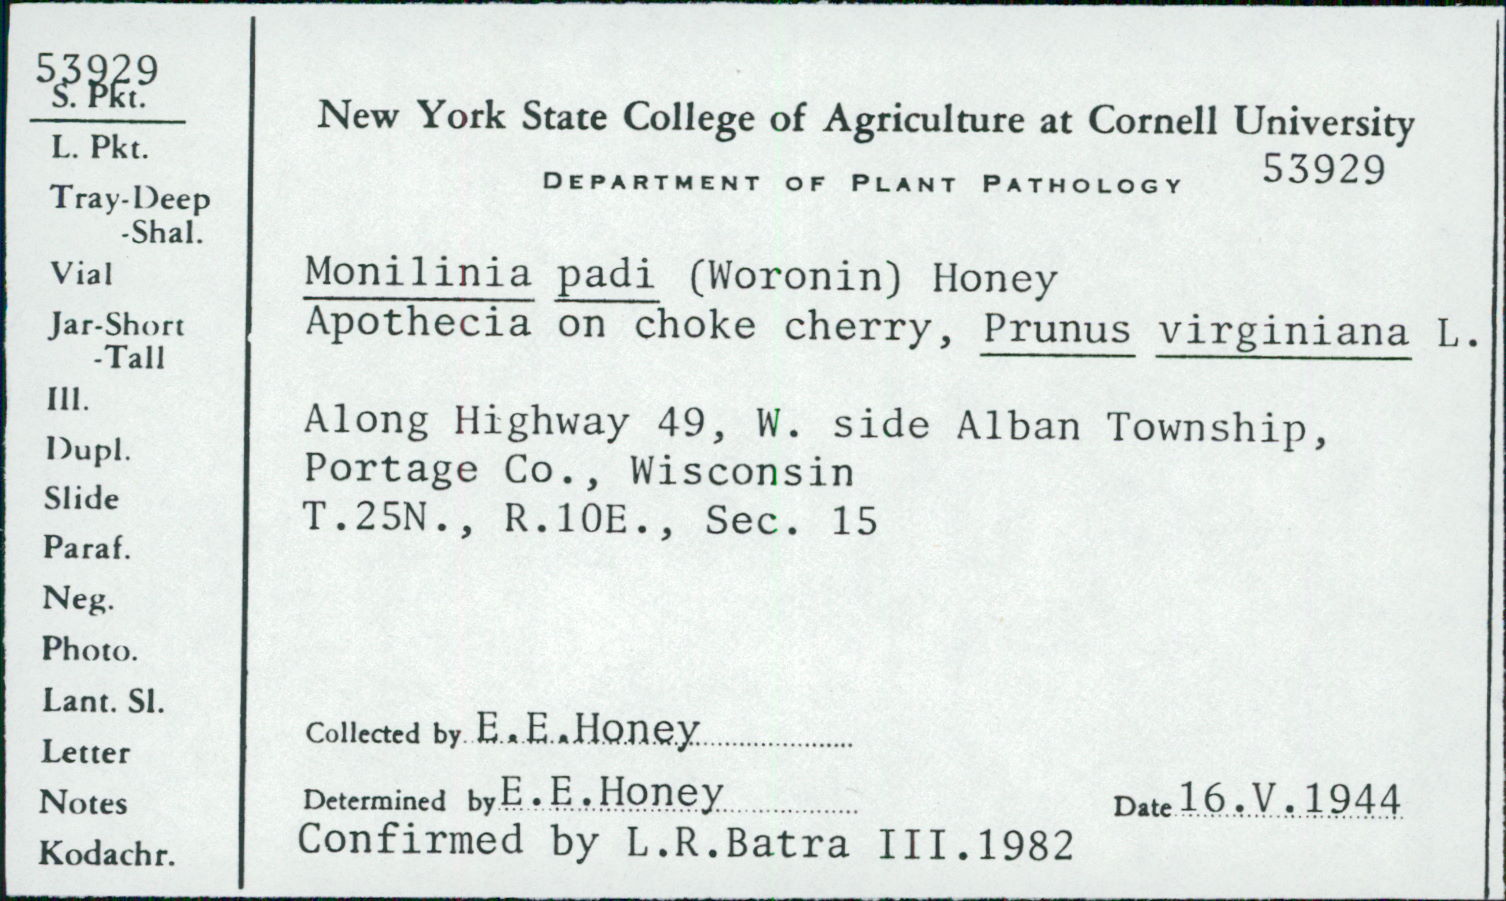 53929
S. Pkt.
L. Pkt.
Tray-Deep
-Shal.
Vial
Jar-Short
-Tall
Ill.
Dupl.
Slide
Paraf.
Neg.
Photo.
Lant. Sl.
Letter
Notes
Kodachr.
New York State College of Agriculture at Cornell University
DEPARTMENT OF PLANT PATHOLOGY 53929
Monilinia padi (Woronin) Honey
Apothecia on choke cherry, Prunus virginiana L.
Along Highway 49, W. side Alban Township,
Portage Co., Wisconsin
T.25N., R.10E., Sec. 15
Collected by E.E.Honey
Determined by E.E.Honey Date 16.V.1944
Confirmed by L.R.Batra III.1982